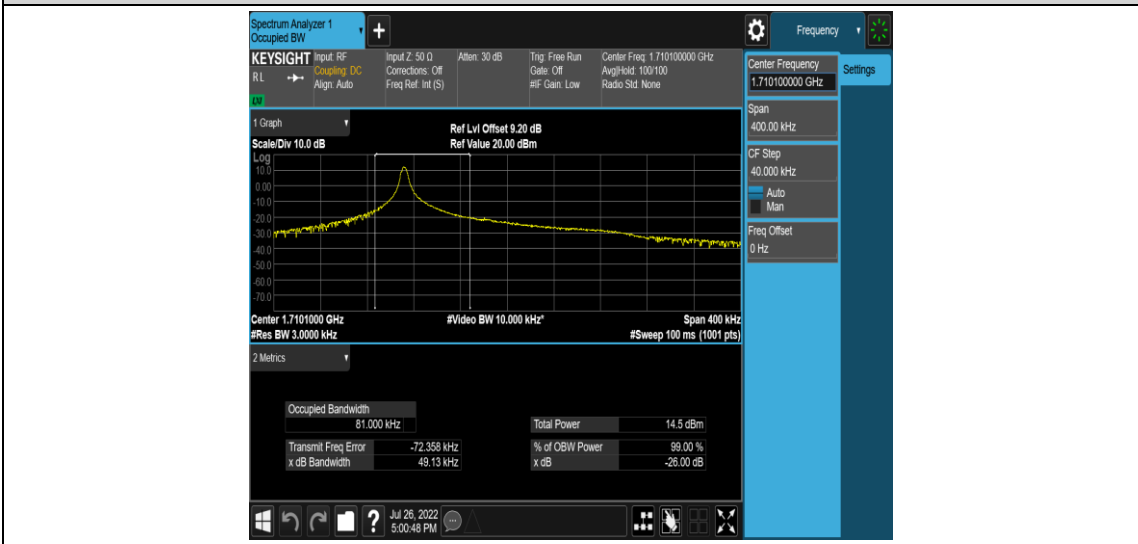 Spectrum Analyzer 1
Occupied BW
+
Frequency
KEYSIGHT
R L
LXI
Input: RF
Coupling: DC
Align: Auto
Input Z: 50 Ω
Corrections: Off
Freq Ref: Int (S)
Atten: 30 dB
Trig: Free Run
Gate: Off
#IF Gain: Low
Center Freq: 1.710100000 GHz
Avg|Hold: 100/100
Radio Std: None
Center Frequency
1.710100000 GHz
Settings
Span
400.00 kHz
CF Step
40.000 kHz
Auto
Man
Freq Offset
0 Hz
1 Graph
Ref Lvl Offset 9.20 dB
Scale/Div 10.0 dB
Ref Value 20.00 dBm
Log
10.0
0.00
-10.0
-20.0
-30.0
-40.0
-50.0
-60.0
-70.0
Center 1.7101000 GHz
#Video BW 10.000 kHz*
Span 400 kHz
#Res BW 3.0000 kHz
#Sweep 100 ms (1001 pts)
2 Metrics
Occupied Bandwidth
81.000 kHz
Total Power 14.5 dBm
Transmit Freq Error -72.358 kHz
% of OBW Power 99.00 %
x dB Bandwidth 49.13 kHz
x dB -26.00 dB
?
Jul 26, 2022
5:00:48 PM